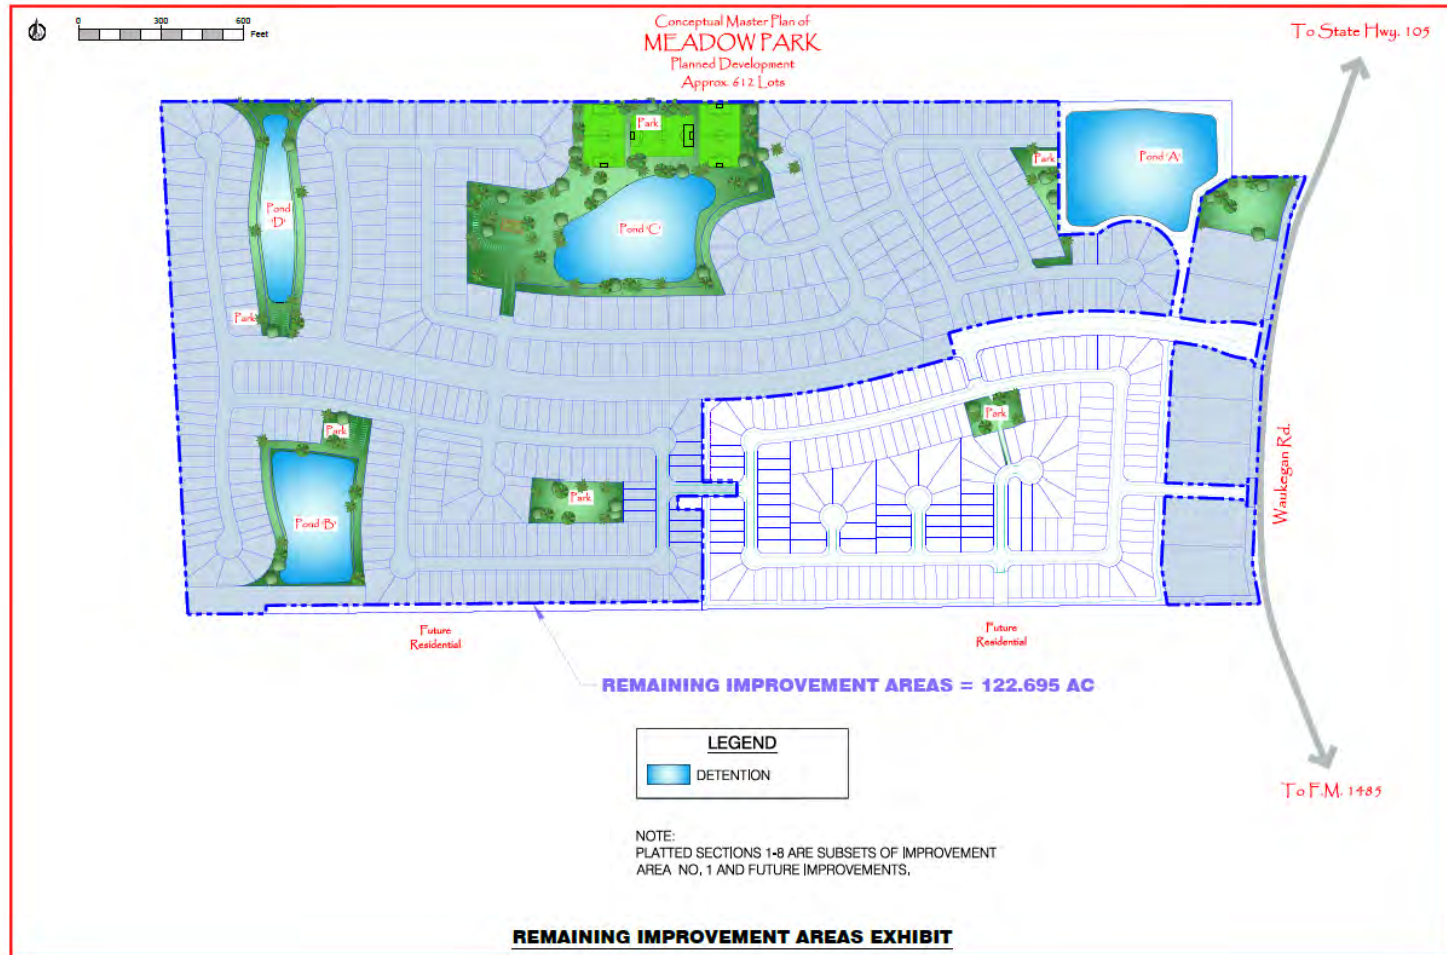 0 300 600
Feet
Conceptual Master Plan of
MEADOW PARK
Planned Development
Approx. 612 Lots
To State Hwy. 105
Park
Park
Pond 'A'
Pond
'D'
Pond 'C'
Park
Park
Park
Park
Pond 'B'
Waukegan Rd.
Future
Residential
Future
Residential
REMAINING IMPROVEMENT AREAS = 122.695 AC
LEGEND
DETENTION
To F.M. 1485
NOTE:
PLATTED SECTIONS 1-8 ARE SUBSETS OF IMPROVEMENT
AREA NO. 1 AND FUTURE IMPROVEMENTS.
REMAINING IMPROVEMENT AREAS EXHIBIT